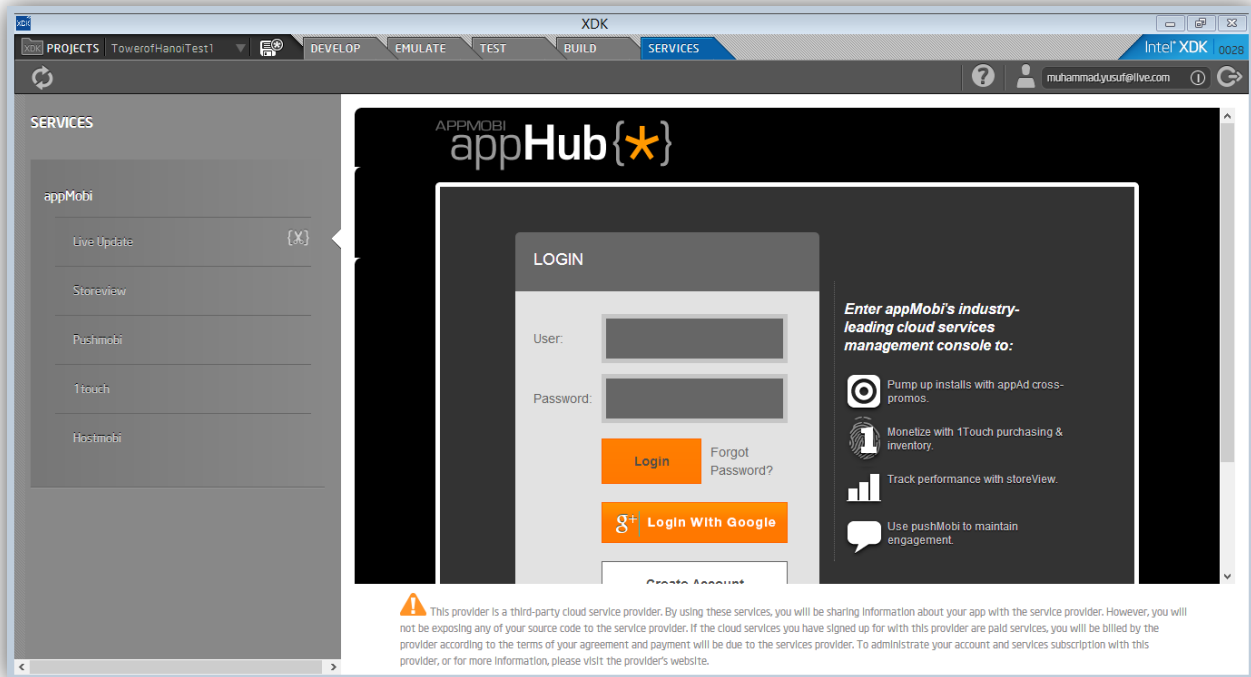 XDK
XDK
XDK PROJECTS TowerofHanoiTest1 DEVELOP EMULATE TEST BUILD SERVICES Intel® XDK 0028
? muhammad.yusuf@live.com
SERVICES
appMobi
Live Update {X}
Storeview
Pushmobi
1touch
Hostmobi
APPMOBI
appHub{*}
LOGIN
User:
Password:
Login
Forgot
Password?
g+ Login With Google
Create Account
Enter appMobi's industry-
leading cloud services
management console to:
Pump up installs with appAd cross-
promos.
1 Monetize with 1Touch purchasing &
inventory.
Track performance with storeView.
Use pushMobi to maintain
engagement.
This provider is a third-party cloud service provider. By using these services, you will be sharing information about your app with the service provider. However, you will
not be exposing any of your source code to the service provider. If the cloud services you have signed up for with this provider are paid services, you will be billed by the
provider according to the terms of your agreement and payment will be due to the services provider. To administrate your account and services subscription with this
provider, or for more information, please visit the provider's website.